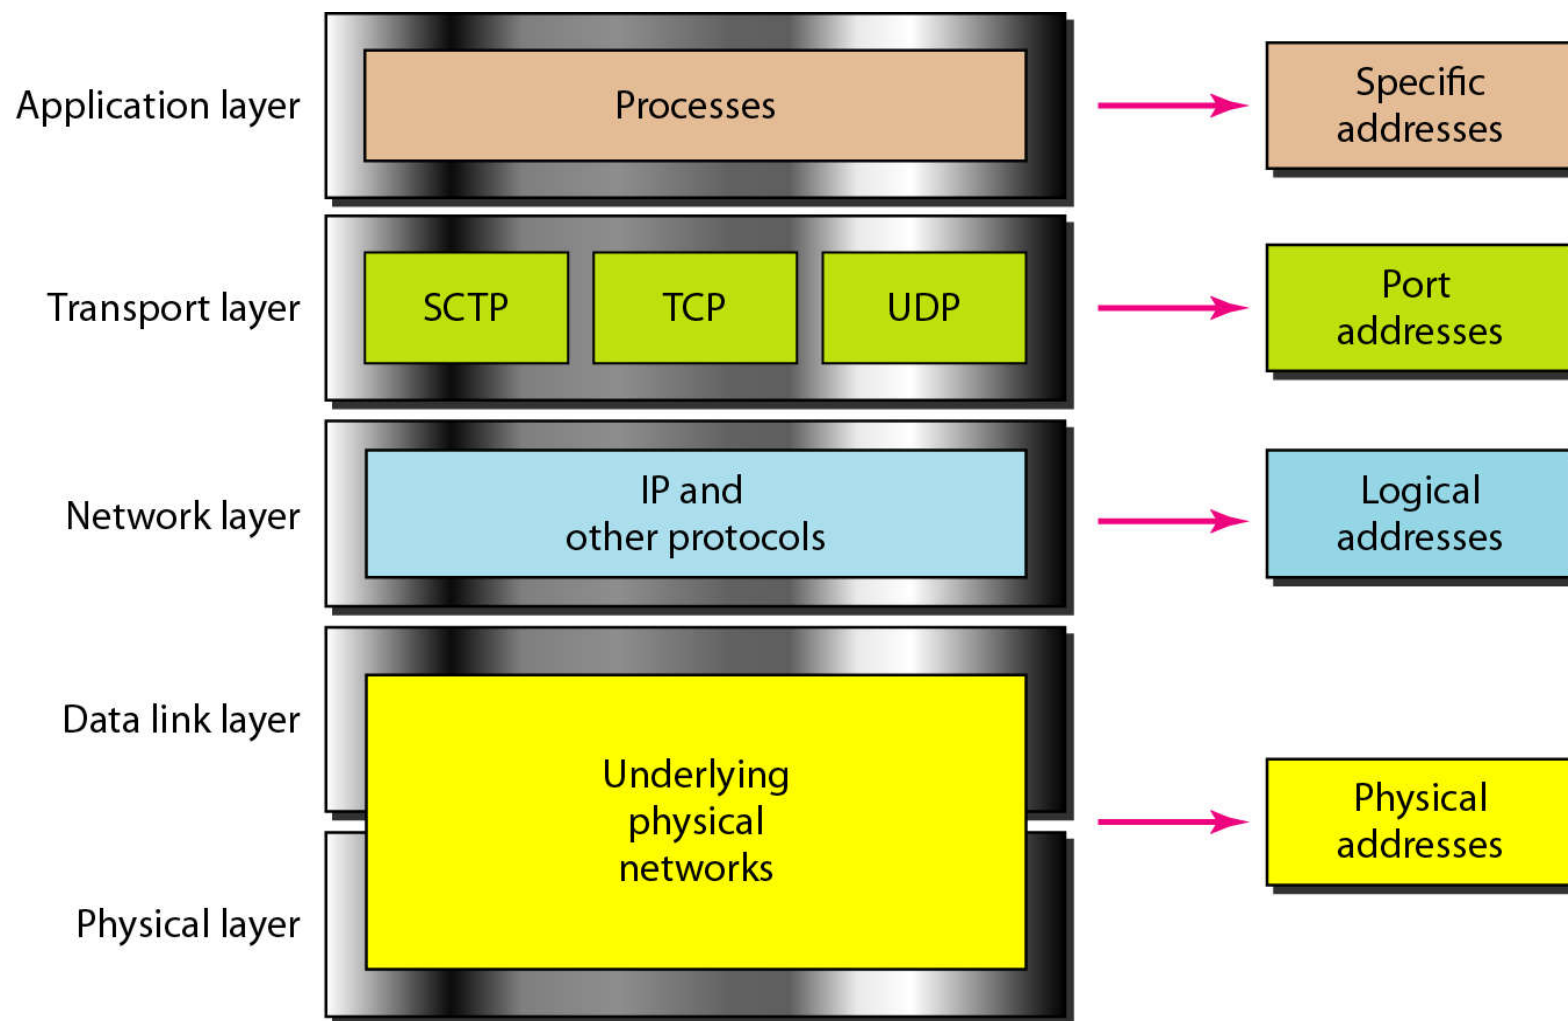 Application layer
Processes
Specific
addresses
Transport layer
SCTP
TCP
UDP
Port
addresses
Network layer
IP and
other protocols
Logical
addresses
Data link layer
Underlying
physical
networks
Physical
addresses
Physical layer